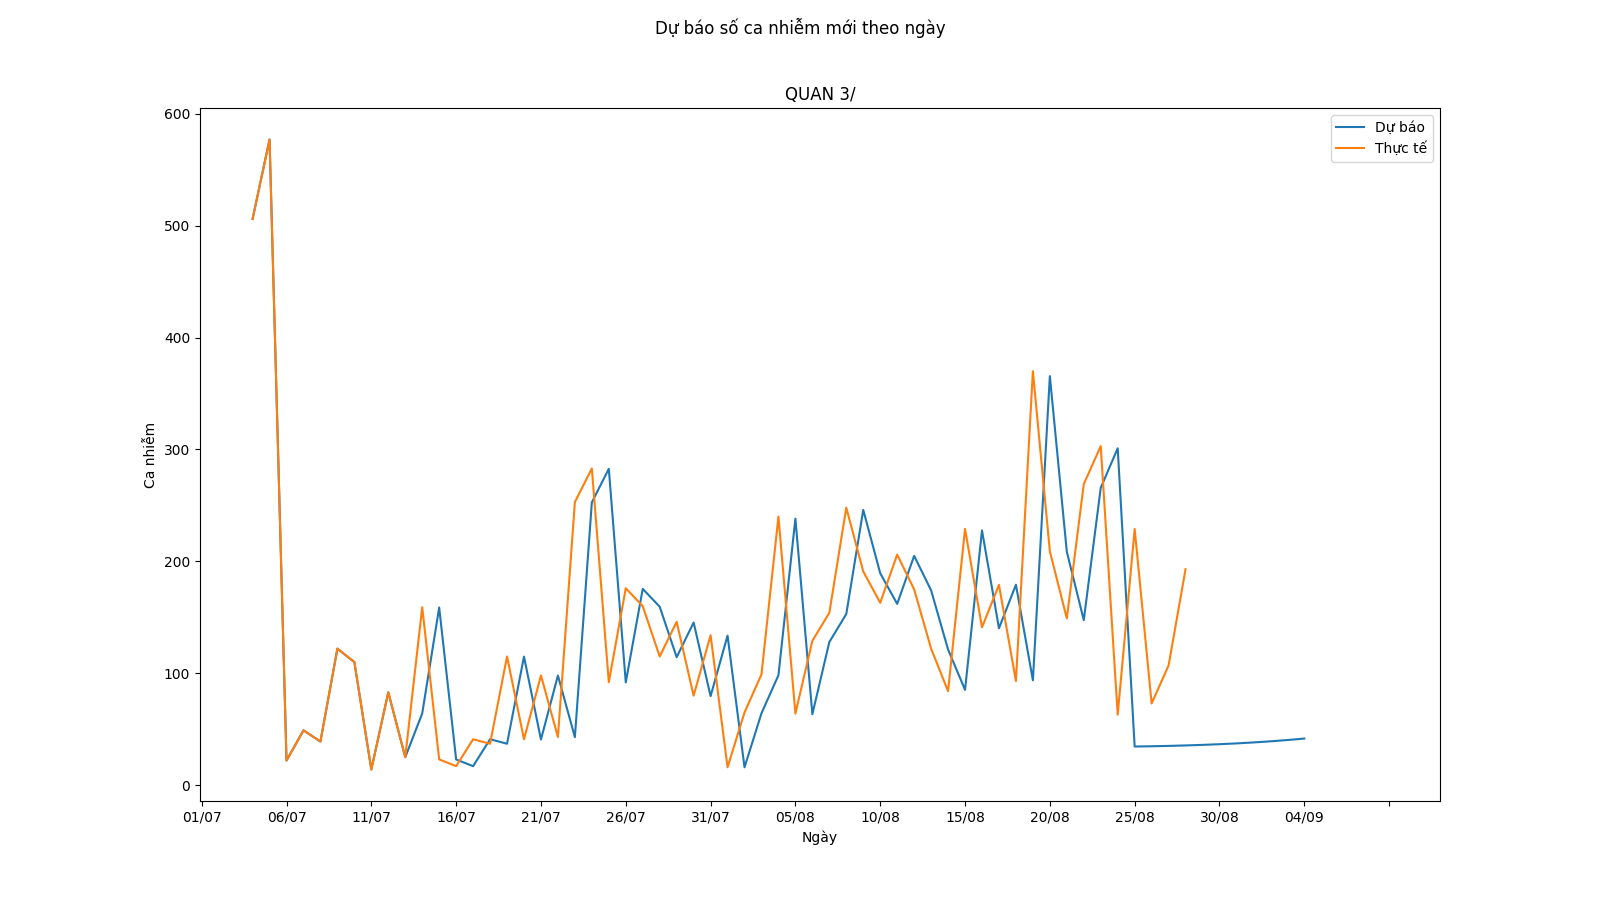 Dự báo số ca nhiễm mới theo ngày
QUAN 3/
600
500
400
300
200
100
0
Ca nhiễm
Dự báo
Thực tế
01/07 06/07 11/07 16/07 21/07 26/07 31/07 05/08 10/08 15/08 20/08 25/08 30/08 04/09
Ngày